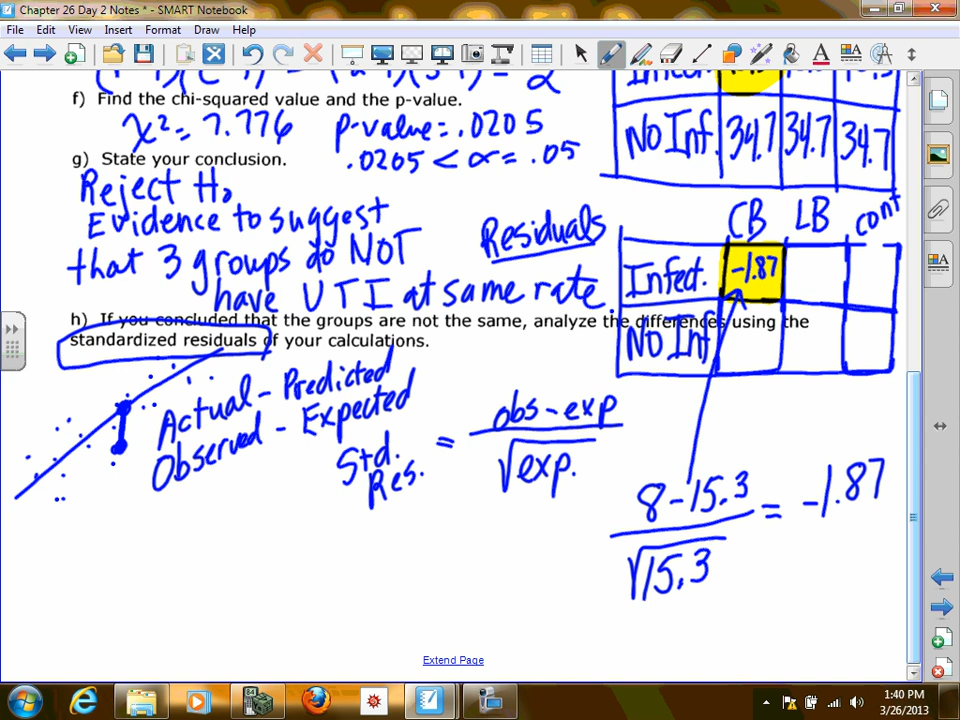 Chapter 26 Day 2 Notes * - SMART Notebook
File Edit View Insert Format Draw Help
f) Find the chi-squared value and the p-value.
χ² = 7.776 p-value = .0205
.0205 < α = .05
g) State your conclusion.
Reject H₀
Evidence to suggest
that 3 groups do NOT
have UTI at same rate
No Inf. 34.7 34.7 34.7
Residuals
CB LB cont
Infect. -1.87
No Inf
h) If you concluded that the groups are not the same, analyze the differences using the
standardized residuals of your calculations.
Actual - Predicted
Observed - Expected
Std. Res. = obs - exp / √exp.
8 - 15.3 / √15.3 = -1.87
Extend Page
1:40 PM
3/26/2013